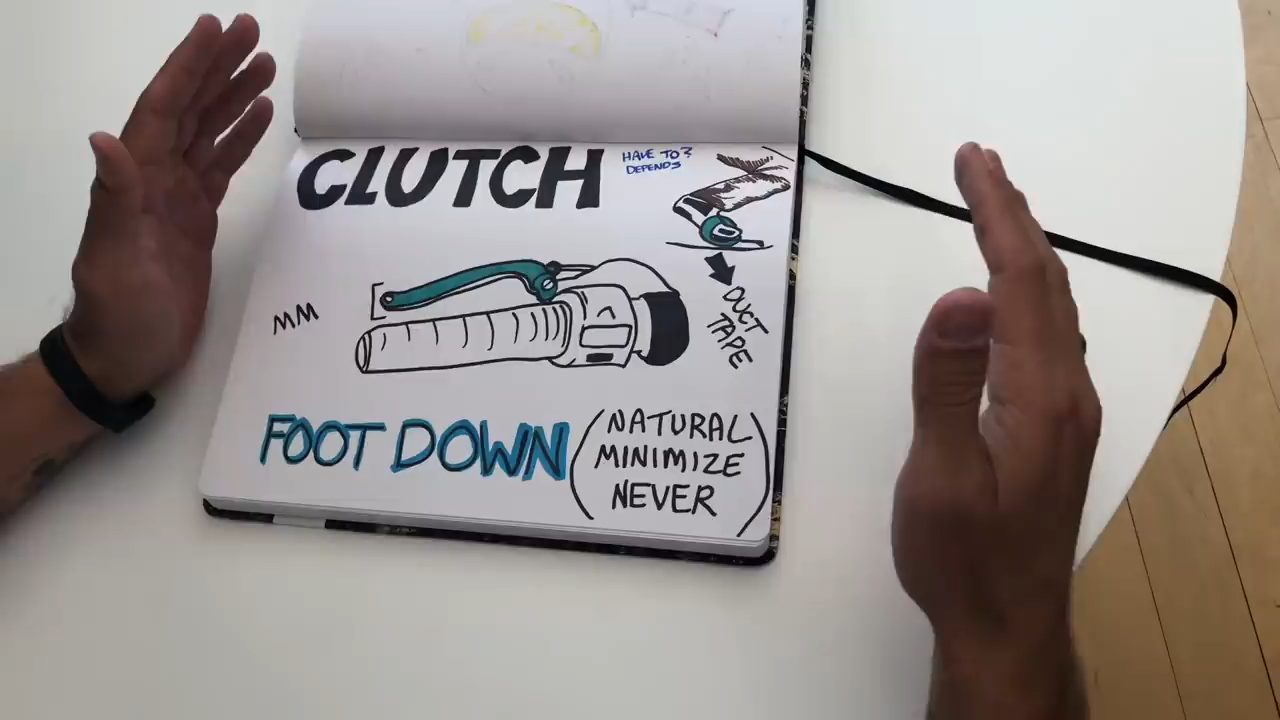 CLUTCH
HAVE TO?
DEPENDS
DUCT
TAPE
MM
FOOT DOWN
(NATURAL
MINIMIZE
NEVER)